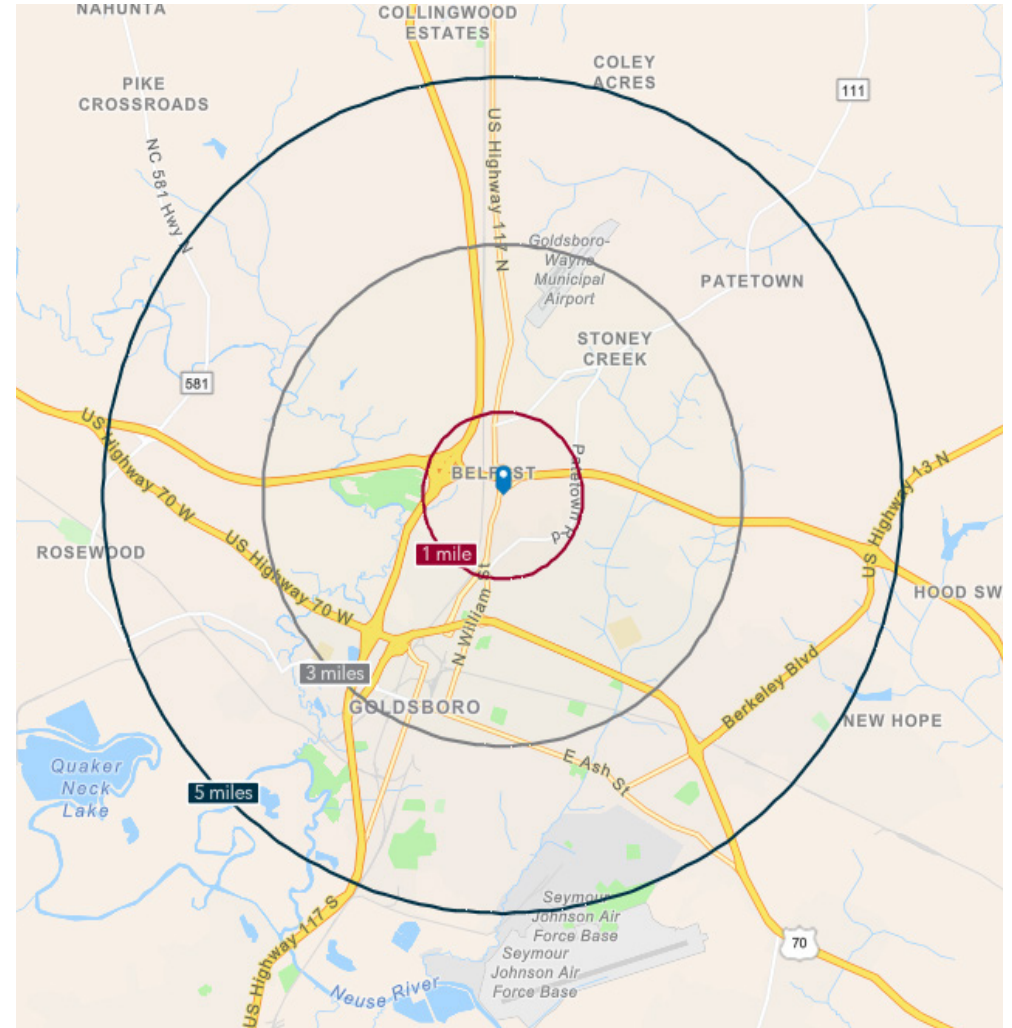 NAHUNTA
COLLINGWOOD
ESTATES
COLEY
ACRES
PIKE
CROSSROADS
111
NC 581 Hwy N
US Highway 117 N
Goldsboro-
Wayne
Municipal
Airport
PATETOWN
STONEY
CREEK
581
US Highway 70 W
BELFAST
Patetown Rd
US Highway 13 N
ROSEWOOD
US Highway 70 W
1 mile
HOOD SW
N William St
3 miles
GOLDSBORO
Berkeley Blvd
NEW HOPE
Quaker
Neck
Lake
E Ash St
5 miles
Seymour
Johnson Air
Force Base
Seymour
Johnson Air
Force Base
70
US Highway 117 S
Neuse River